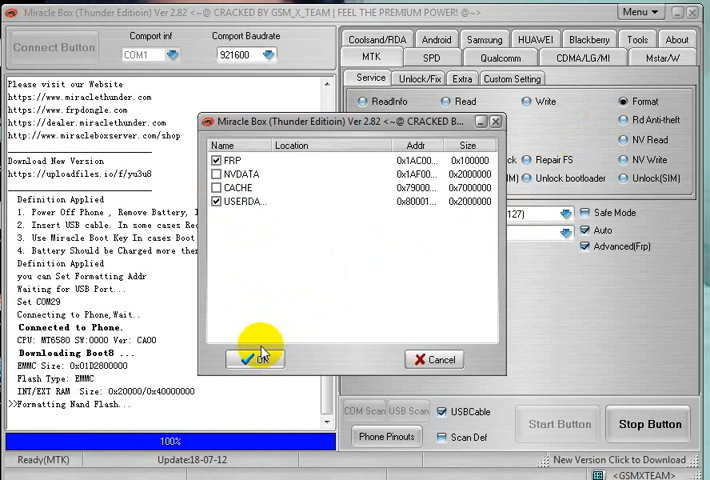 Miracle Box (Thunder Editioin) Ver 2.82 <~@ CRACKED BY GSM_X_TEAM | FEEL THE PREMIUM POWER! @~>
Menu
Connect Button
Comport inf
COM1
Comport Baudrate
921600
Coolsand/RDA
Android
Samsung
HUAWEI
Blackberry
Tools
About
MTK
SPD
Qualcomm
CDMA/LG/MI
Mstar/W
Service
Unlock/Fix
Extra
Custom Setting
ReadInfo
Read
Write
Format
Rd Anti-theft
NV Read
Repair FS
NV Write
Unlock bootloader
Unlock(SIM)
127)
Safe Mode
Auto
Advanced(Frp)
Please visit our Website
https://www.miraclethunder.com
https://www.frpdongle.com
https://dealer.miraclethunder.com
http://www.miracleboxserver.com/shop
Download New Version
https://uploadfiles.io/f/yu3u8
Definition Applied
1. Power Off Phone , Remove Battery, I
2. Insert USB cable. In some cases Rec
3. Use Miracle Boot Key In cases Boot
4. Battery Should be Charged more then
Definition Applied
you can Set Formatting Addr
Waiting for USB Port...
Set COM29
Connecting to Phone,Wait..
Connected to Phone.
CPU: MT6580 SW:0000 Ver: CA00
Downloading Boot8 ...
EMMC Size: 0x01D2800000
Flash Type: EMMC
INT/EXT RAM Size: 0x20000/0x40000000
>>Formatting Nand Flash...
Miracle Box (Thunder Editioin) Ver 2.82 <~@ CRACKED B...
Name Location Addr Size
FRP 0x1AC00... 0x100000
NVDATA 0x1AF00... 0x2000000
CACHE 0x79000... 0x7000000
USERDA... 0x80001... 0x2000000
OK
Cancel
COM Scan
USB Scan
USBCable
Phone Pinouts
Scan Def
Start Button
Stop Button
100%
Ready(MTK)
Update:18-07-12
New Version Click to Download
<GSMXTEAM>